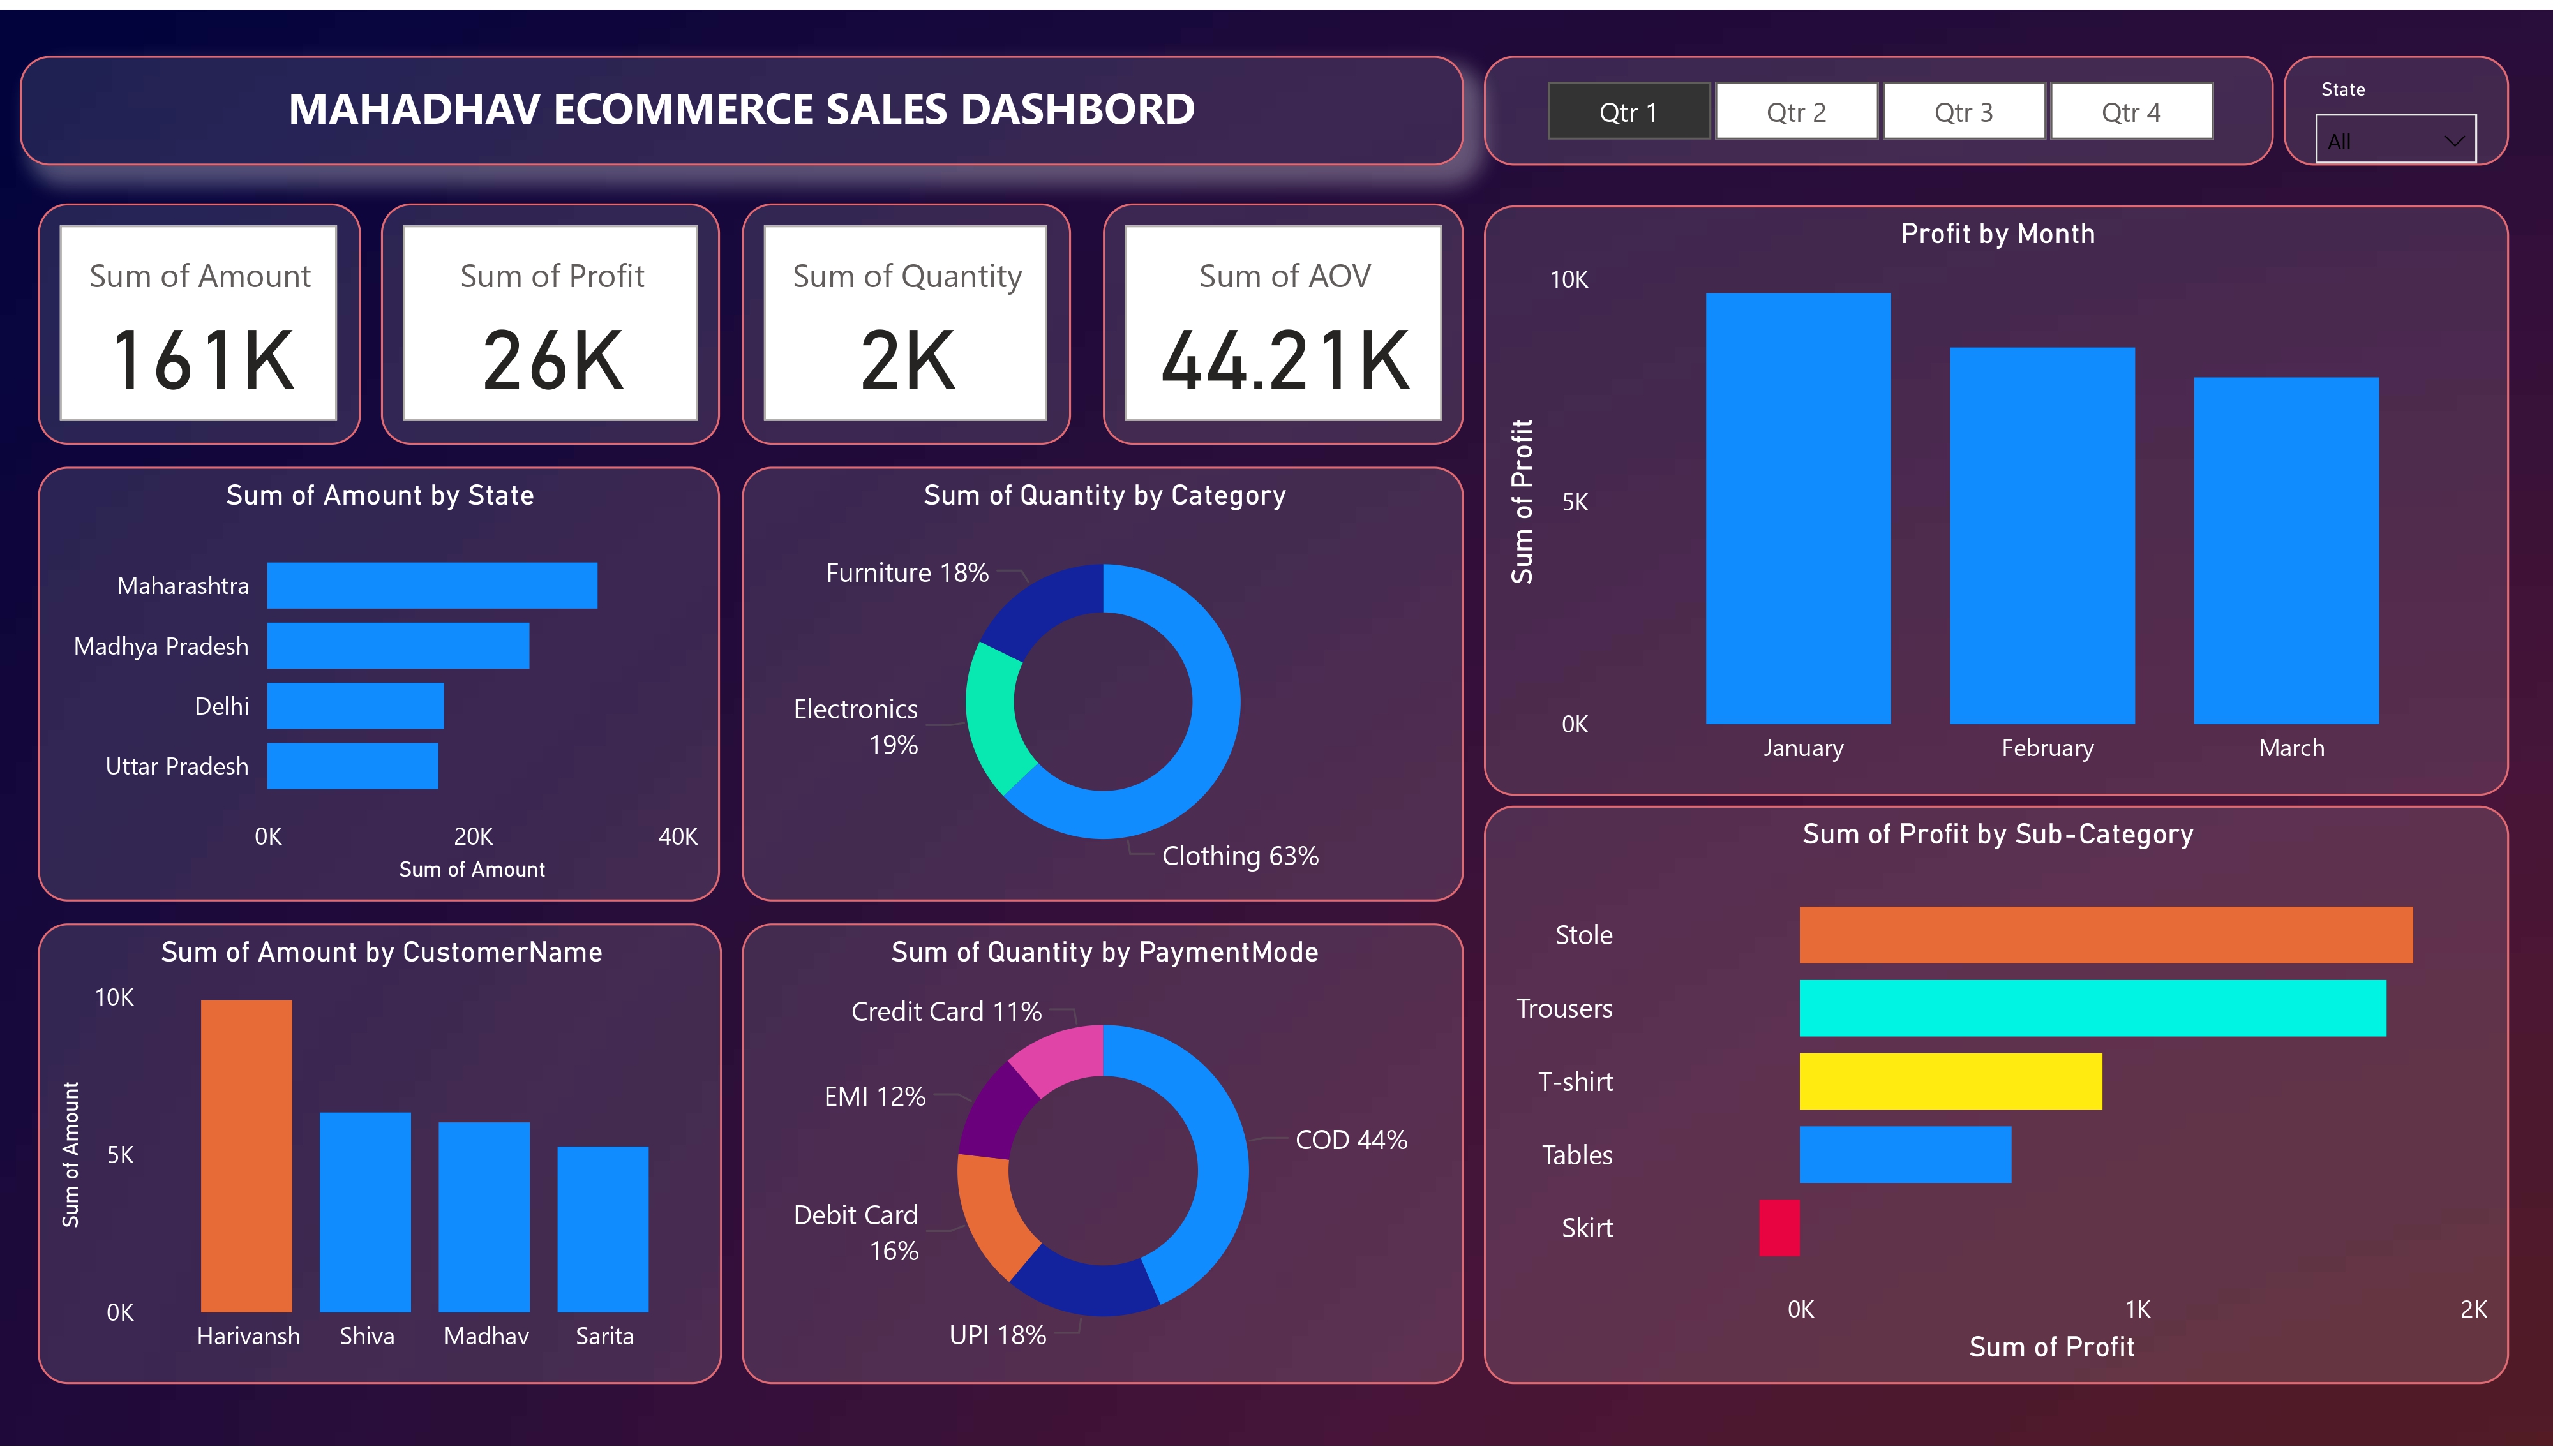 MAHADHAV ECOMMERCE SALES DASHBORD
Qtr 1
Qtr 2
Qtr 3
Qtr 4
State
All
Sum of Amount
161K
Sum of Profit
26K
Sum of Quantity
2K
Sum of AOV
44.21K
Profit by Month
Sum of Profit
10K
5K
0K
January
February
March
Sum of Amount by State
Maharashtra
Madhya Pradesh
Delhi
Uttar Pradesh
0K
20K
40K
Sum of Amount
Sum of Quantity by Category
Furniture 18%
Electronics
19%
Clothing 63%
Sum of Profit by Sub-Category
Stole
Trousers
T-shirt
Tables
Skirt
0K
1K
2K
Sum of Profit
Sum of Amount by CustomerName
Sum of Amount
10K
5K
0K
Harivansh
Shiva
Madhav
Sarita
Sum of Quantity by PaymentMode
Credit Card 11%
EMI 12%
COD 44%
Debit Card
16%
UPI 18%